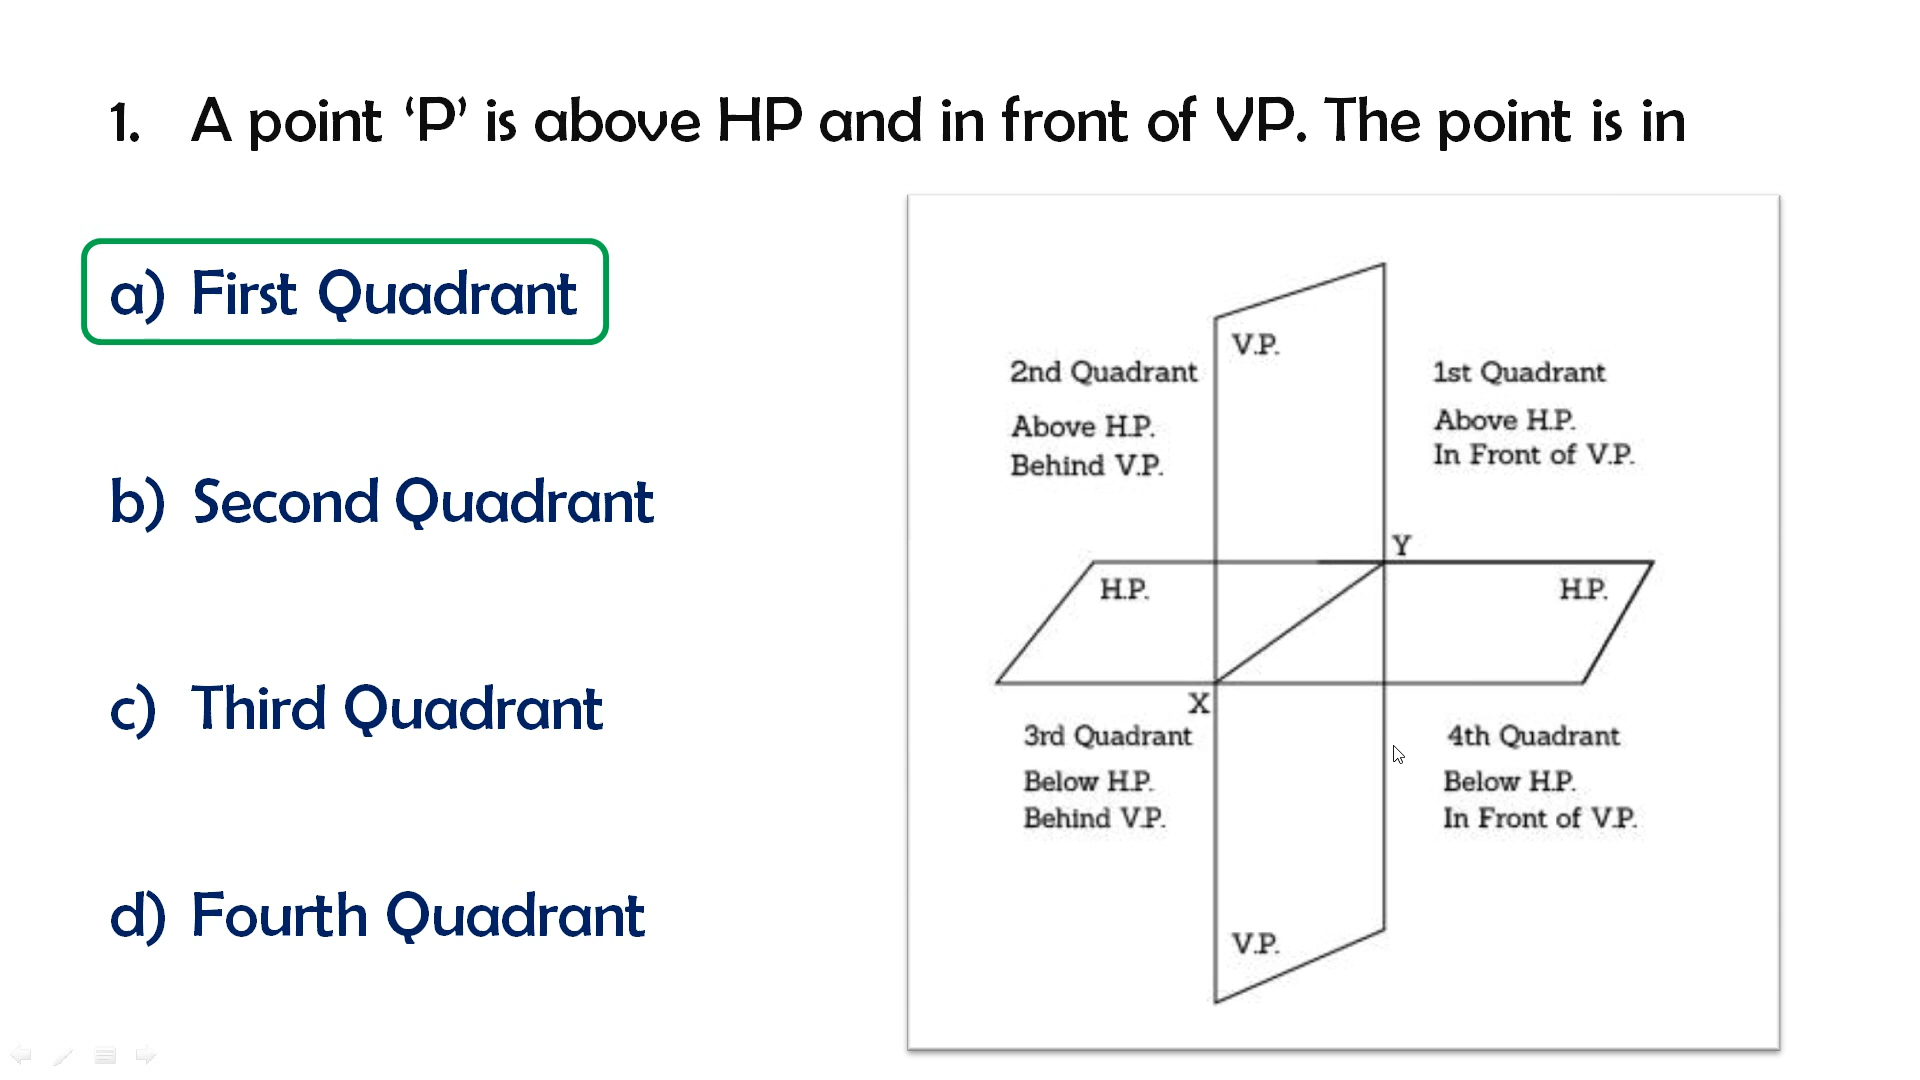 1. A point ‘P’ is above HP and in front of VP. The point is in
a) First Quadrant
b) Second Quadrant
c) Third Quadrant
d) Fourth Quadrant
V.P.
2nd Quadrant
Above H.P.
Behind V.P.
1st Quadrant
Above H.P.
In Front of V.P.
Y
H.P.
H.P.
X
3rd Quadrant
Below H.P.
Behind V.P.
4th Quadrant
Below H.P.
In Front of V.P.
V.P.